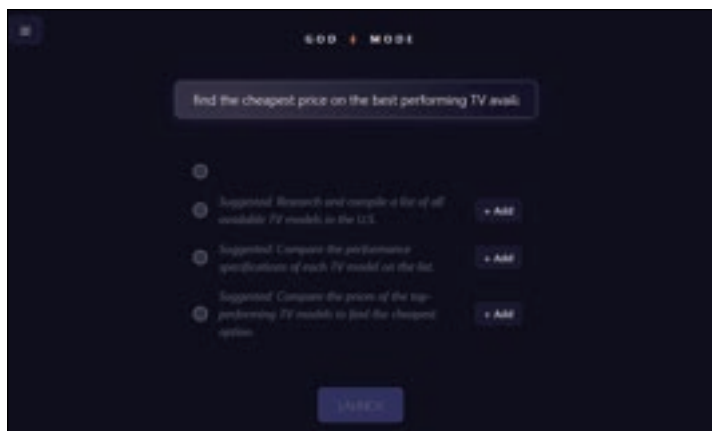 GOD MODE
find the cheapest price on the best performing TV avail
Suggested: Research and compile a list of all
available TV models in the U.S.
+ Add
Suggested: Compare the performance
specifications of each TV model on the list.
+ Add
Suggested: Compare the prices of the top-
performing TV models to find the cheapest
option.
+ Add
LAUNCH